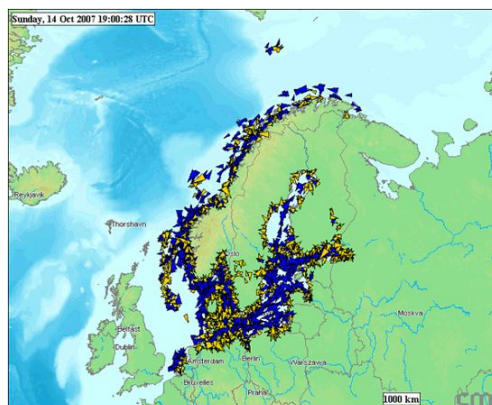 Sunday, 14 Oct 2007 19:00:28 UTC
Reykjavik
Thorshavn
Oslo
Moskva
Belfast
Dublin
Amsterdam
Berlin
Warszawa
Bruxelles
Praha
1000 km